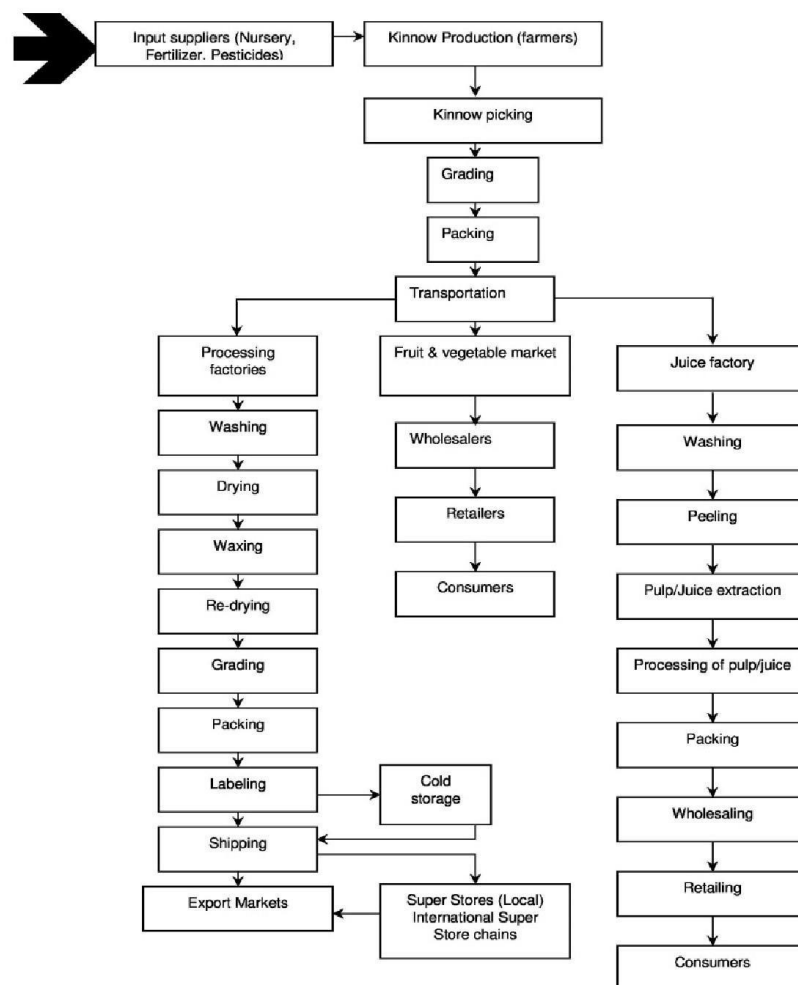 Input suppliers (Nursery,
Fertilizer. Pesticides)
Kinnow Production (farmers)
Kinnow picking
Grading
Packing
Transportation
Processing
factories
Washing
Drying
Waxing
Re-drying
Grading
Packing
Labeling
Cold
storage
Shipping
Export Markets
Super Stores (Local)
International Super
Store chains
Fruit & vegetable market
Wholesalers
Retailers
Consumers
Juice factory
Washing
Peeling
Pulp/Juice extraction
Processing of pulp/juice
Packing
Wholesaling
Retailing
Consumers